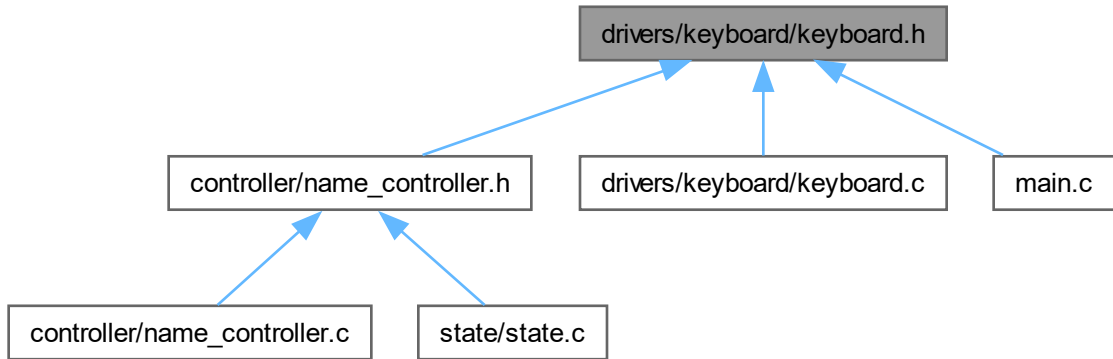 drivers/keyboard/keyboard.h
controller/name_controller.h
drivers/keyboard/keyboard.c
main.c
controller/name_controller.c
state/state.c